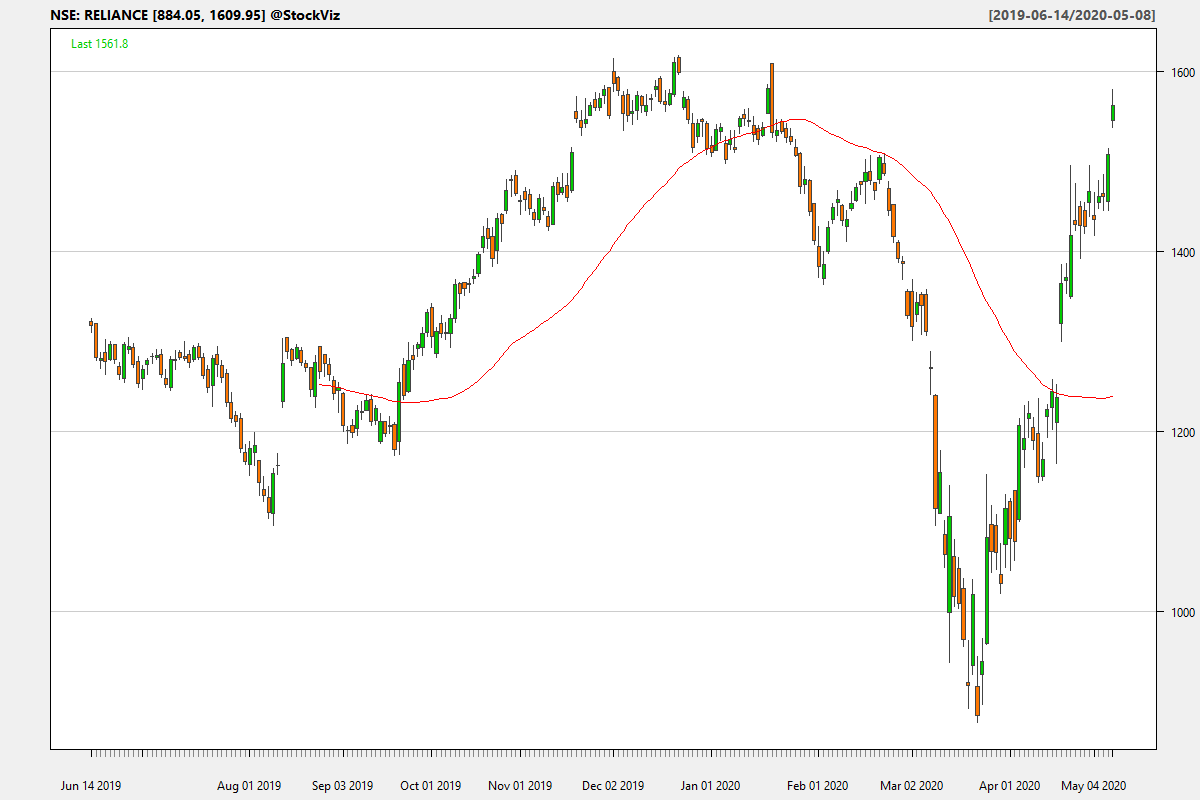 NSE: RELIANCE [884.05, 1609.95] @StockViz
[2019-06-14/2020-05-08]
Last 1561.8
1600
1400
1200
1000
Jun 14 2019
Aug 01 2019
Sep 03 2019
Oct 01 2019
Nov 01 2019
Dec 02 2019
Jan 01 2020
Feb 01 2020
Mar 02 2020
Apr 01 2020
May 04 2020